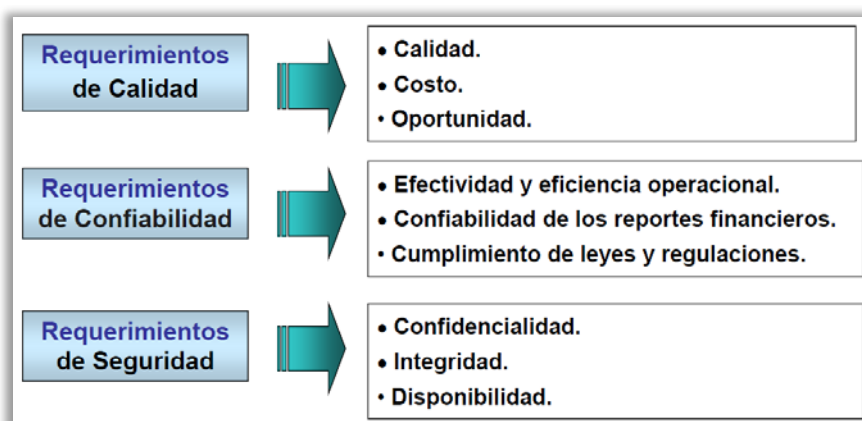 Requerimientos
de Calidad
• Calidad.
• Costo.
• Oportunidad.
Requerimientos
de Confiabilidad
• Efectividad y eficiencia operacional.
• Confiabilidad de los reportes financieros.
• Cumplimiento de leyes y regulaciones.
Requerimientos
de Seguridad
• Confidencialidad.
• Integridad.
• Disponibilidad.